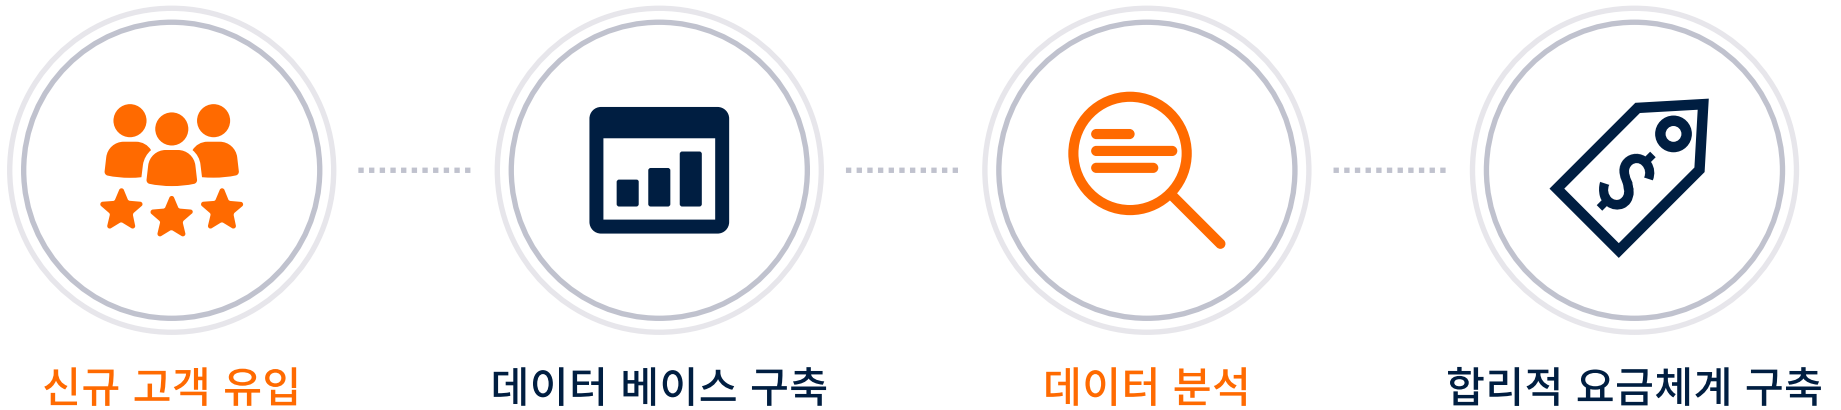 신규 고객 유입
데이터 베이스 구축
데이터 분석
합리적 요금체계 구축